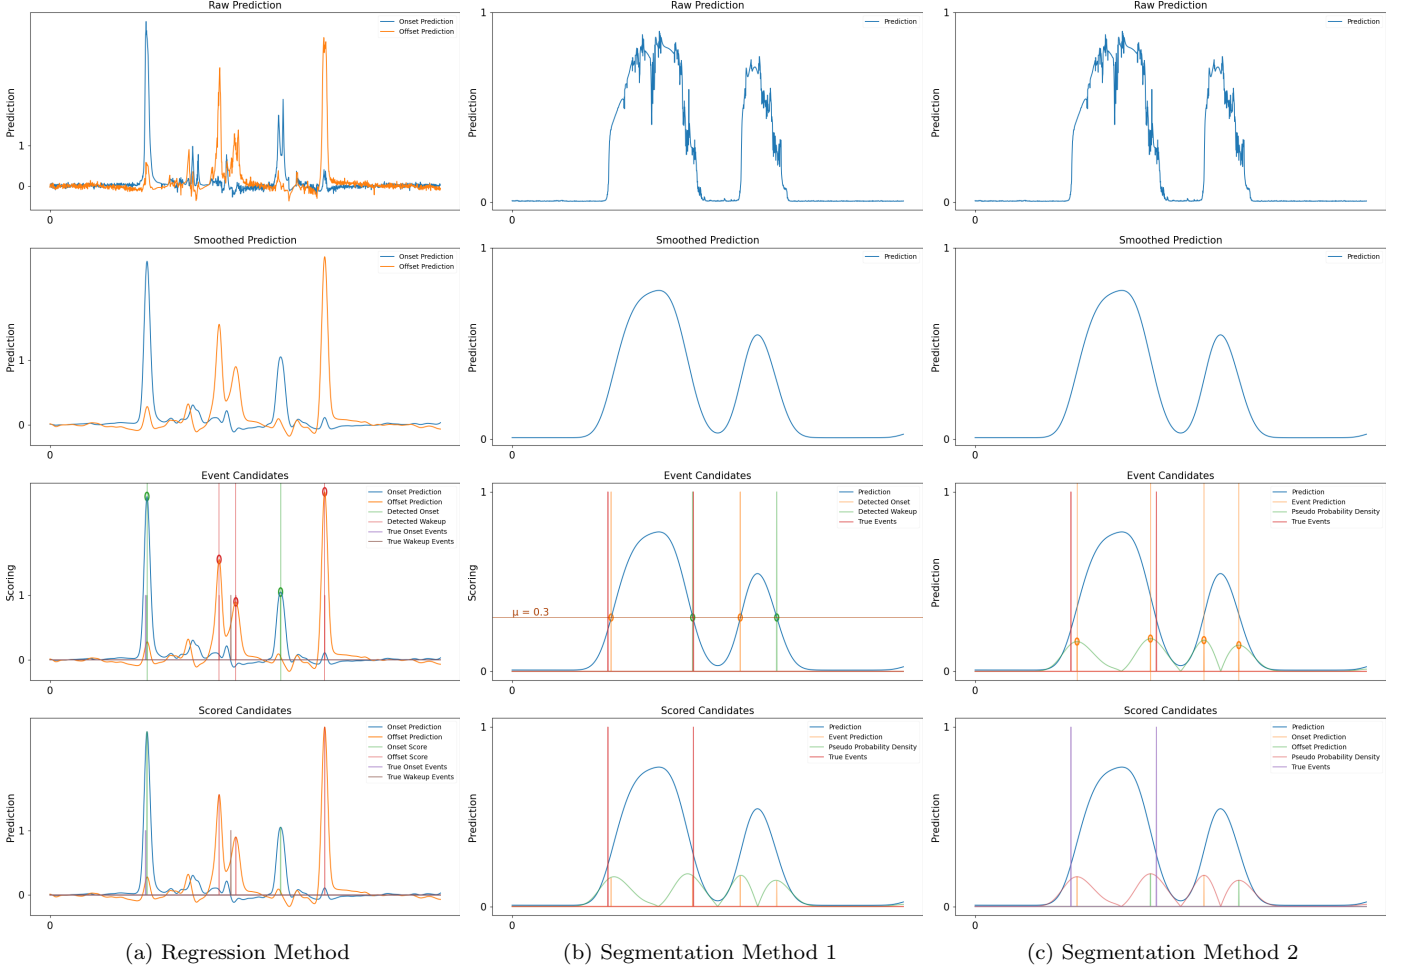 Raw Prediction
Onset Prediction
Offset Prediction
Prediction
1
0
0
Smoothed Prediction
Onset Prediction
Offset Prediction
Prediction
1
0
0
Event Candidates
Onset Prediction
Offset Prediction
Detected Onset
Detected Wakeup
True Onset Events
True Wakeup Events
Scoring
1
0
0
Scored Candidates
Onset Prediction
Offset Prediction
Onset Score
Offset Score
True Onset Events
True Wakeup Events
Prediction
1
0
0
(a) Regression Method
Raw Prediction
Prediction
Prediction
1
0
0
Smoothed Prediction
Prediction
Prediction
1
0
0
Event Candidates
Prediction
Detected Onset
Detected Wakeup
True Events
Scoring
1
μ = 0.3
0
0
Scored Candidates
Prediction
Event Prediction
Pseudo Probability Density
True Events
Prediction
1
0
0
(b) Segmentation Method 1
Raw Prediction
Prediction
Prediction
1
0
0
Smoothed Prediction
Prediction
Prediction
1
0
0
Event Candidates
Prediction
Event Prediction
Pseudo Probability Density
True Events
Prediction
1
0
0
Scored Candidates
Prediction
Onset Prediction
Offset Prediction
Pseudo Probability Density
True Events
Prediction
1
0
0
(c) Segmentation Method 2